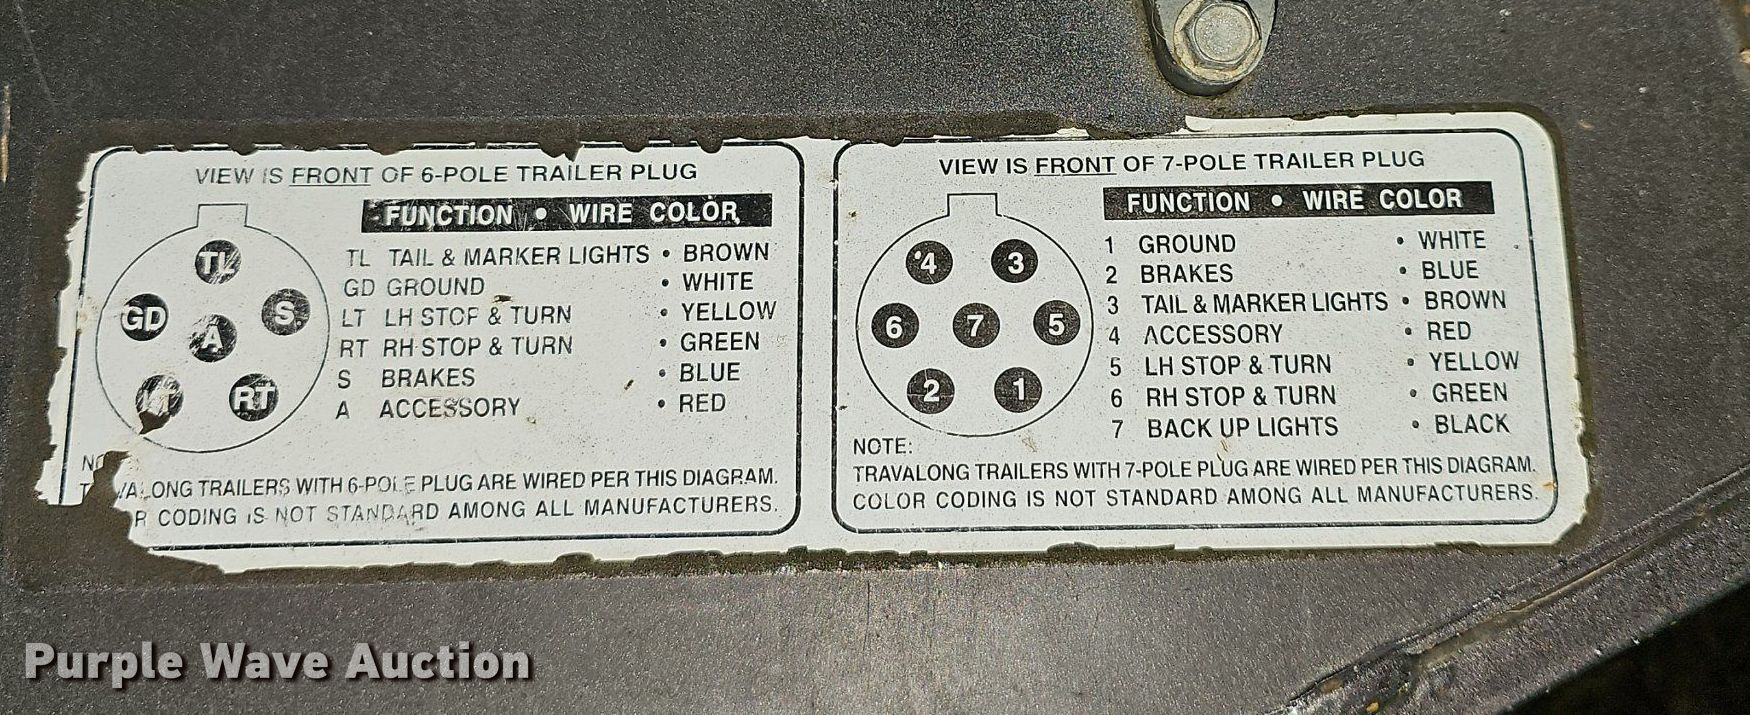 VIEW IS FRONT OF 6-POLE TRAILER PLUG
FUNCTION • WIRE COLOR
TL TAIL & MARKER LIGHTS • BROWN
GD GROUND • WHITE
LT LH STOP & TURN • YELLOW
RT RH STOP & TURN • GREEN
S BRAKES • BLUE
A ACCESSORY • RED
TL
GD
S
A
RT
TRAILERS WITH 6-POLE PLUG ARE WIRED PER THIS DIAGRAM.
CODING IS NOT STANDARD AMONG ALL MANUFACTURERS.
VIEW IS FRONT OF 7-POLE TRAILER PLUG
FUNCTION • WIRE COLOR
1 GROUND • WHITE
2 BRAKES • BLUE
3 TAIL & MARKER LIGHTS • BROWN
4 ACCESSORY • RED
5 LH STOP & TURN • YELLOW
6 RH STOP & TURN • GREEN
7 BACK UP LIGHTS • BLACK
4 3
6 7 5
2 1
NOTE:
TRAVALONG TRAILERS WITH 7-POLE PLUG ARE WIRED PER THIS DIAGRAM.
COLOR CODING IS NOT STANDARD AMONG ALL MANUFACTURERS.
Purple Wave Auction